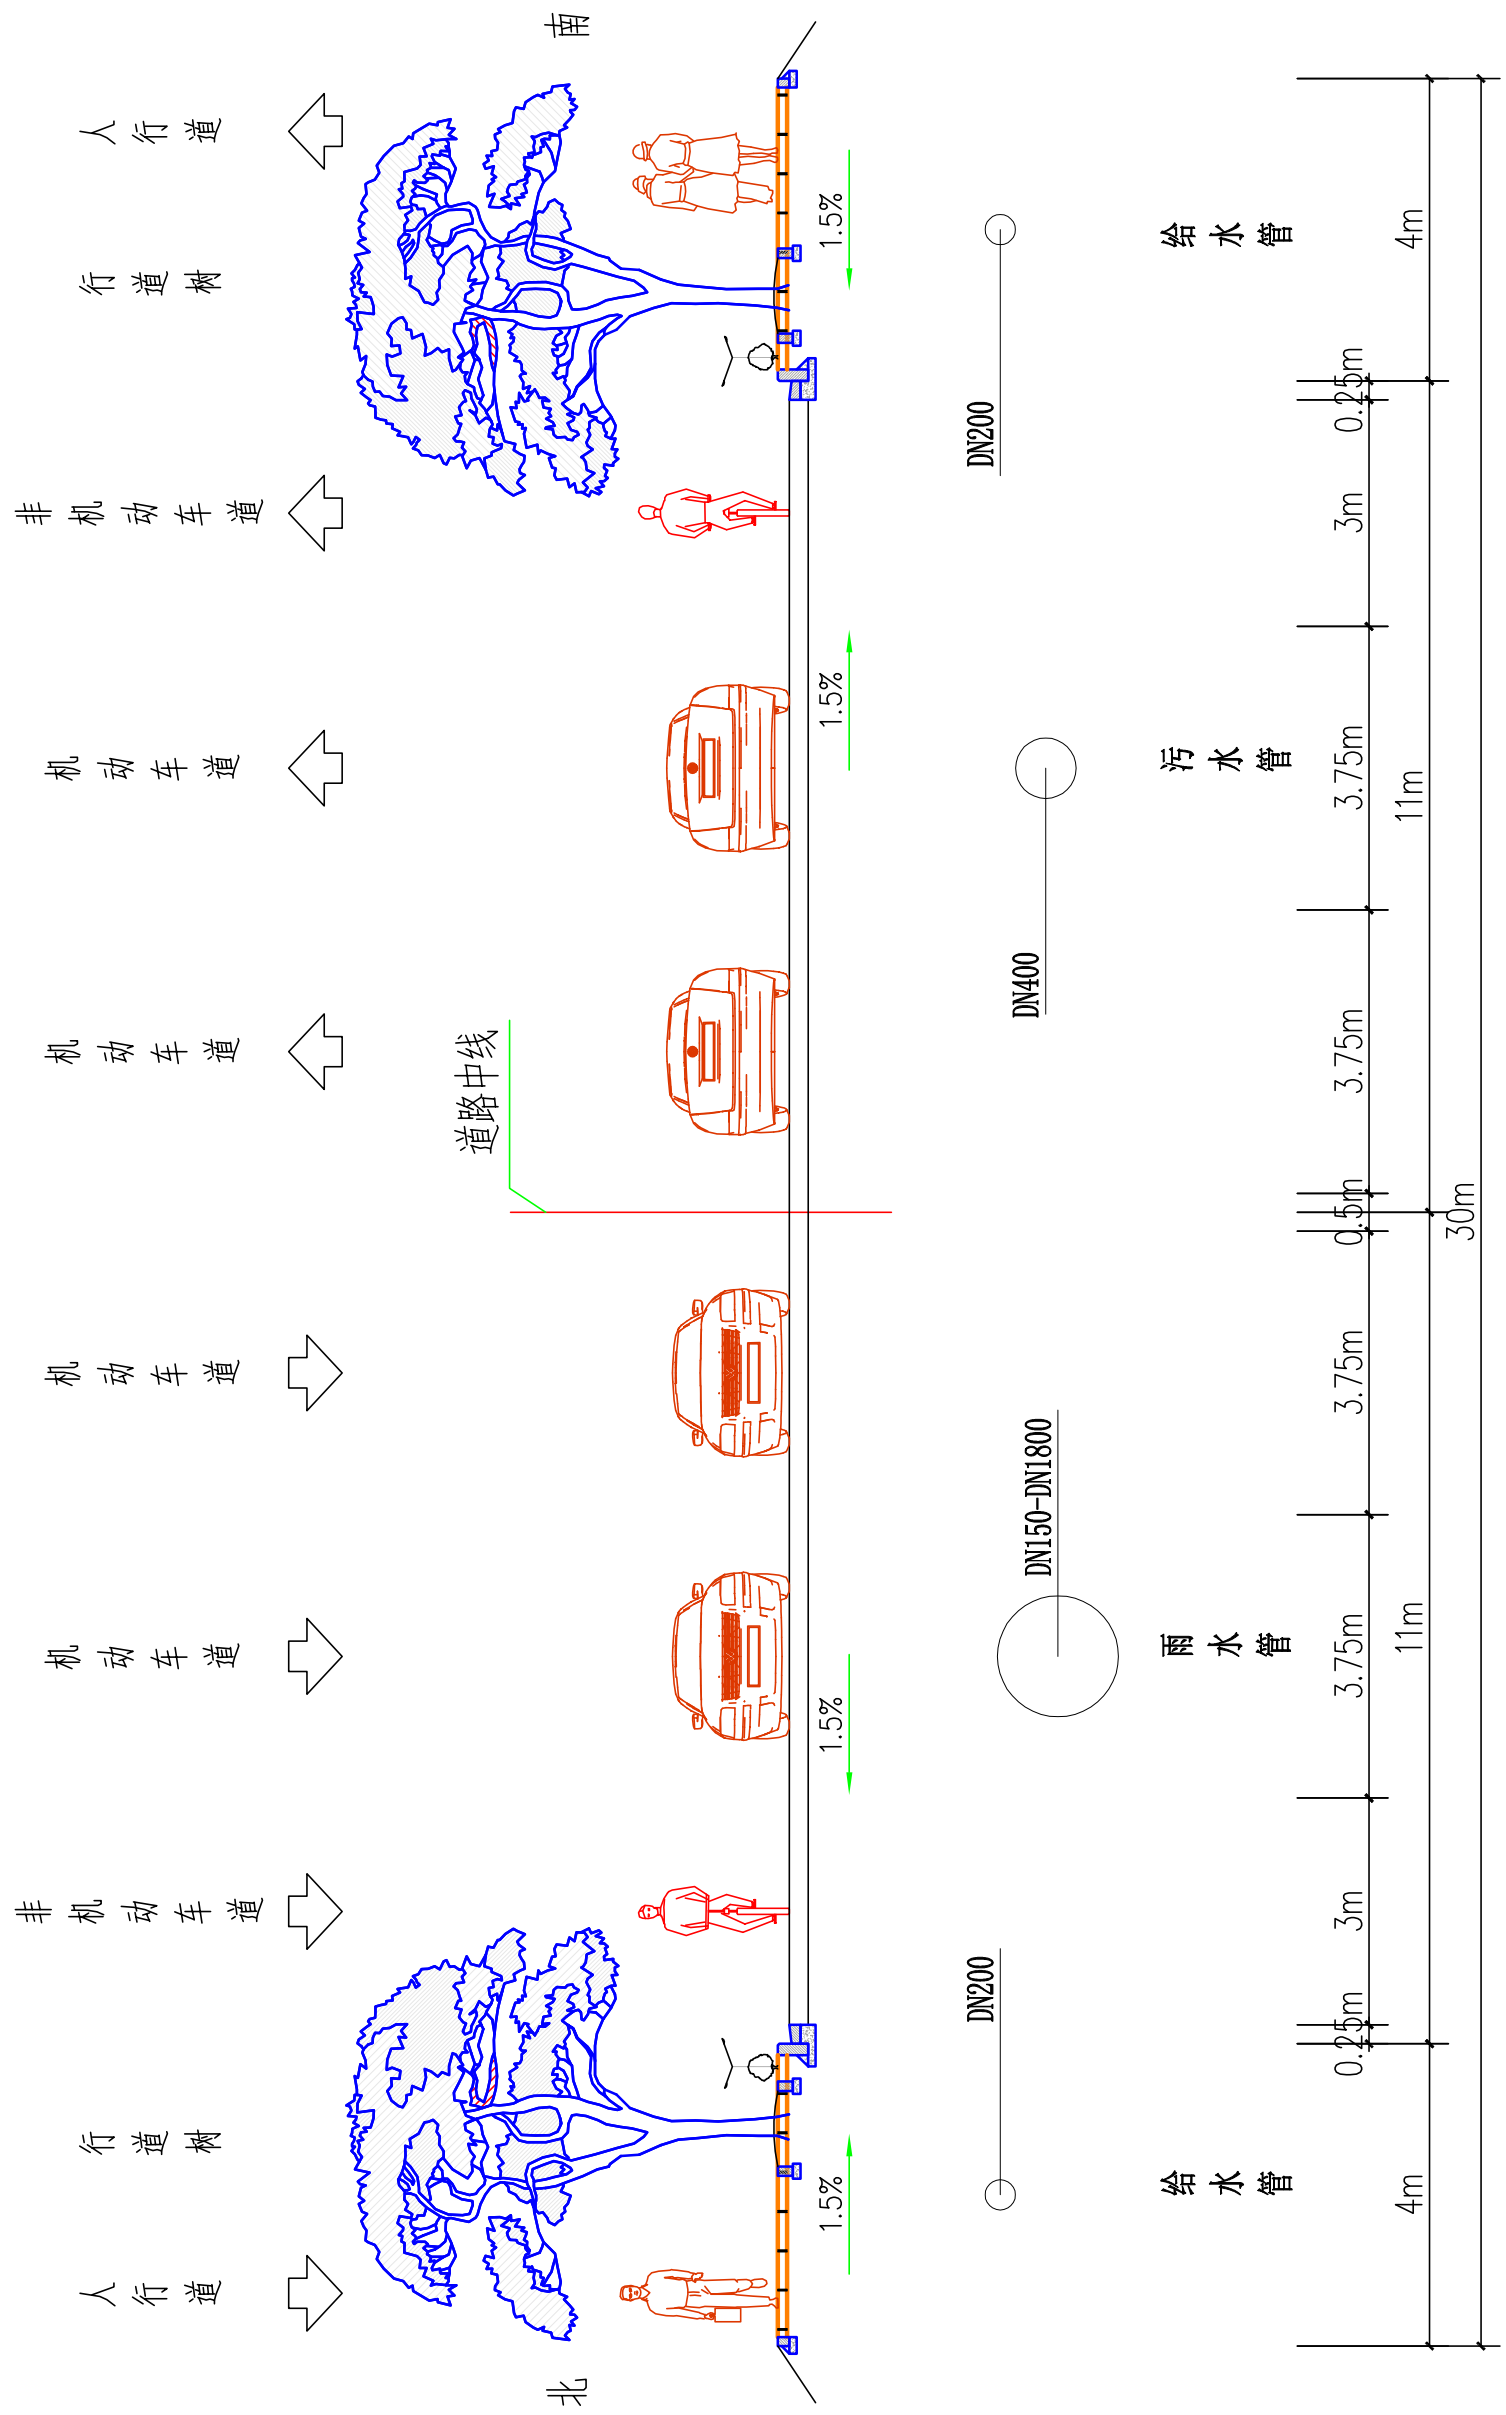 人行道
行道树
非机动车道
机动车道
机动车道
机动车道
机动车道
非机动车道
行道树
人行道
北
道路中线
南
1.5%
1.5%
1.5%
1.5%
DN200
DN150-DN1800
DN400
DN200
给水管
雨水管
污水管
给水管
0.25m
3m
3.75m
3.75m
0.5m
3.75m
3.75m
3m
0.25m
4m
11m
11m
4m
30m